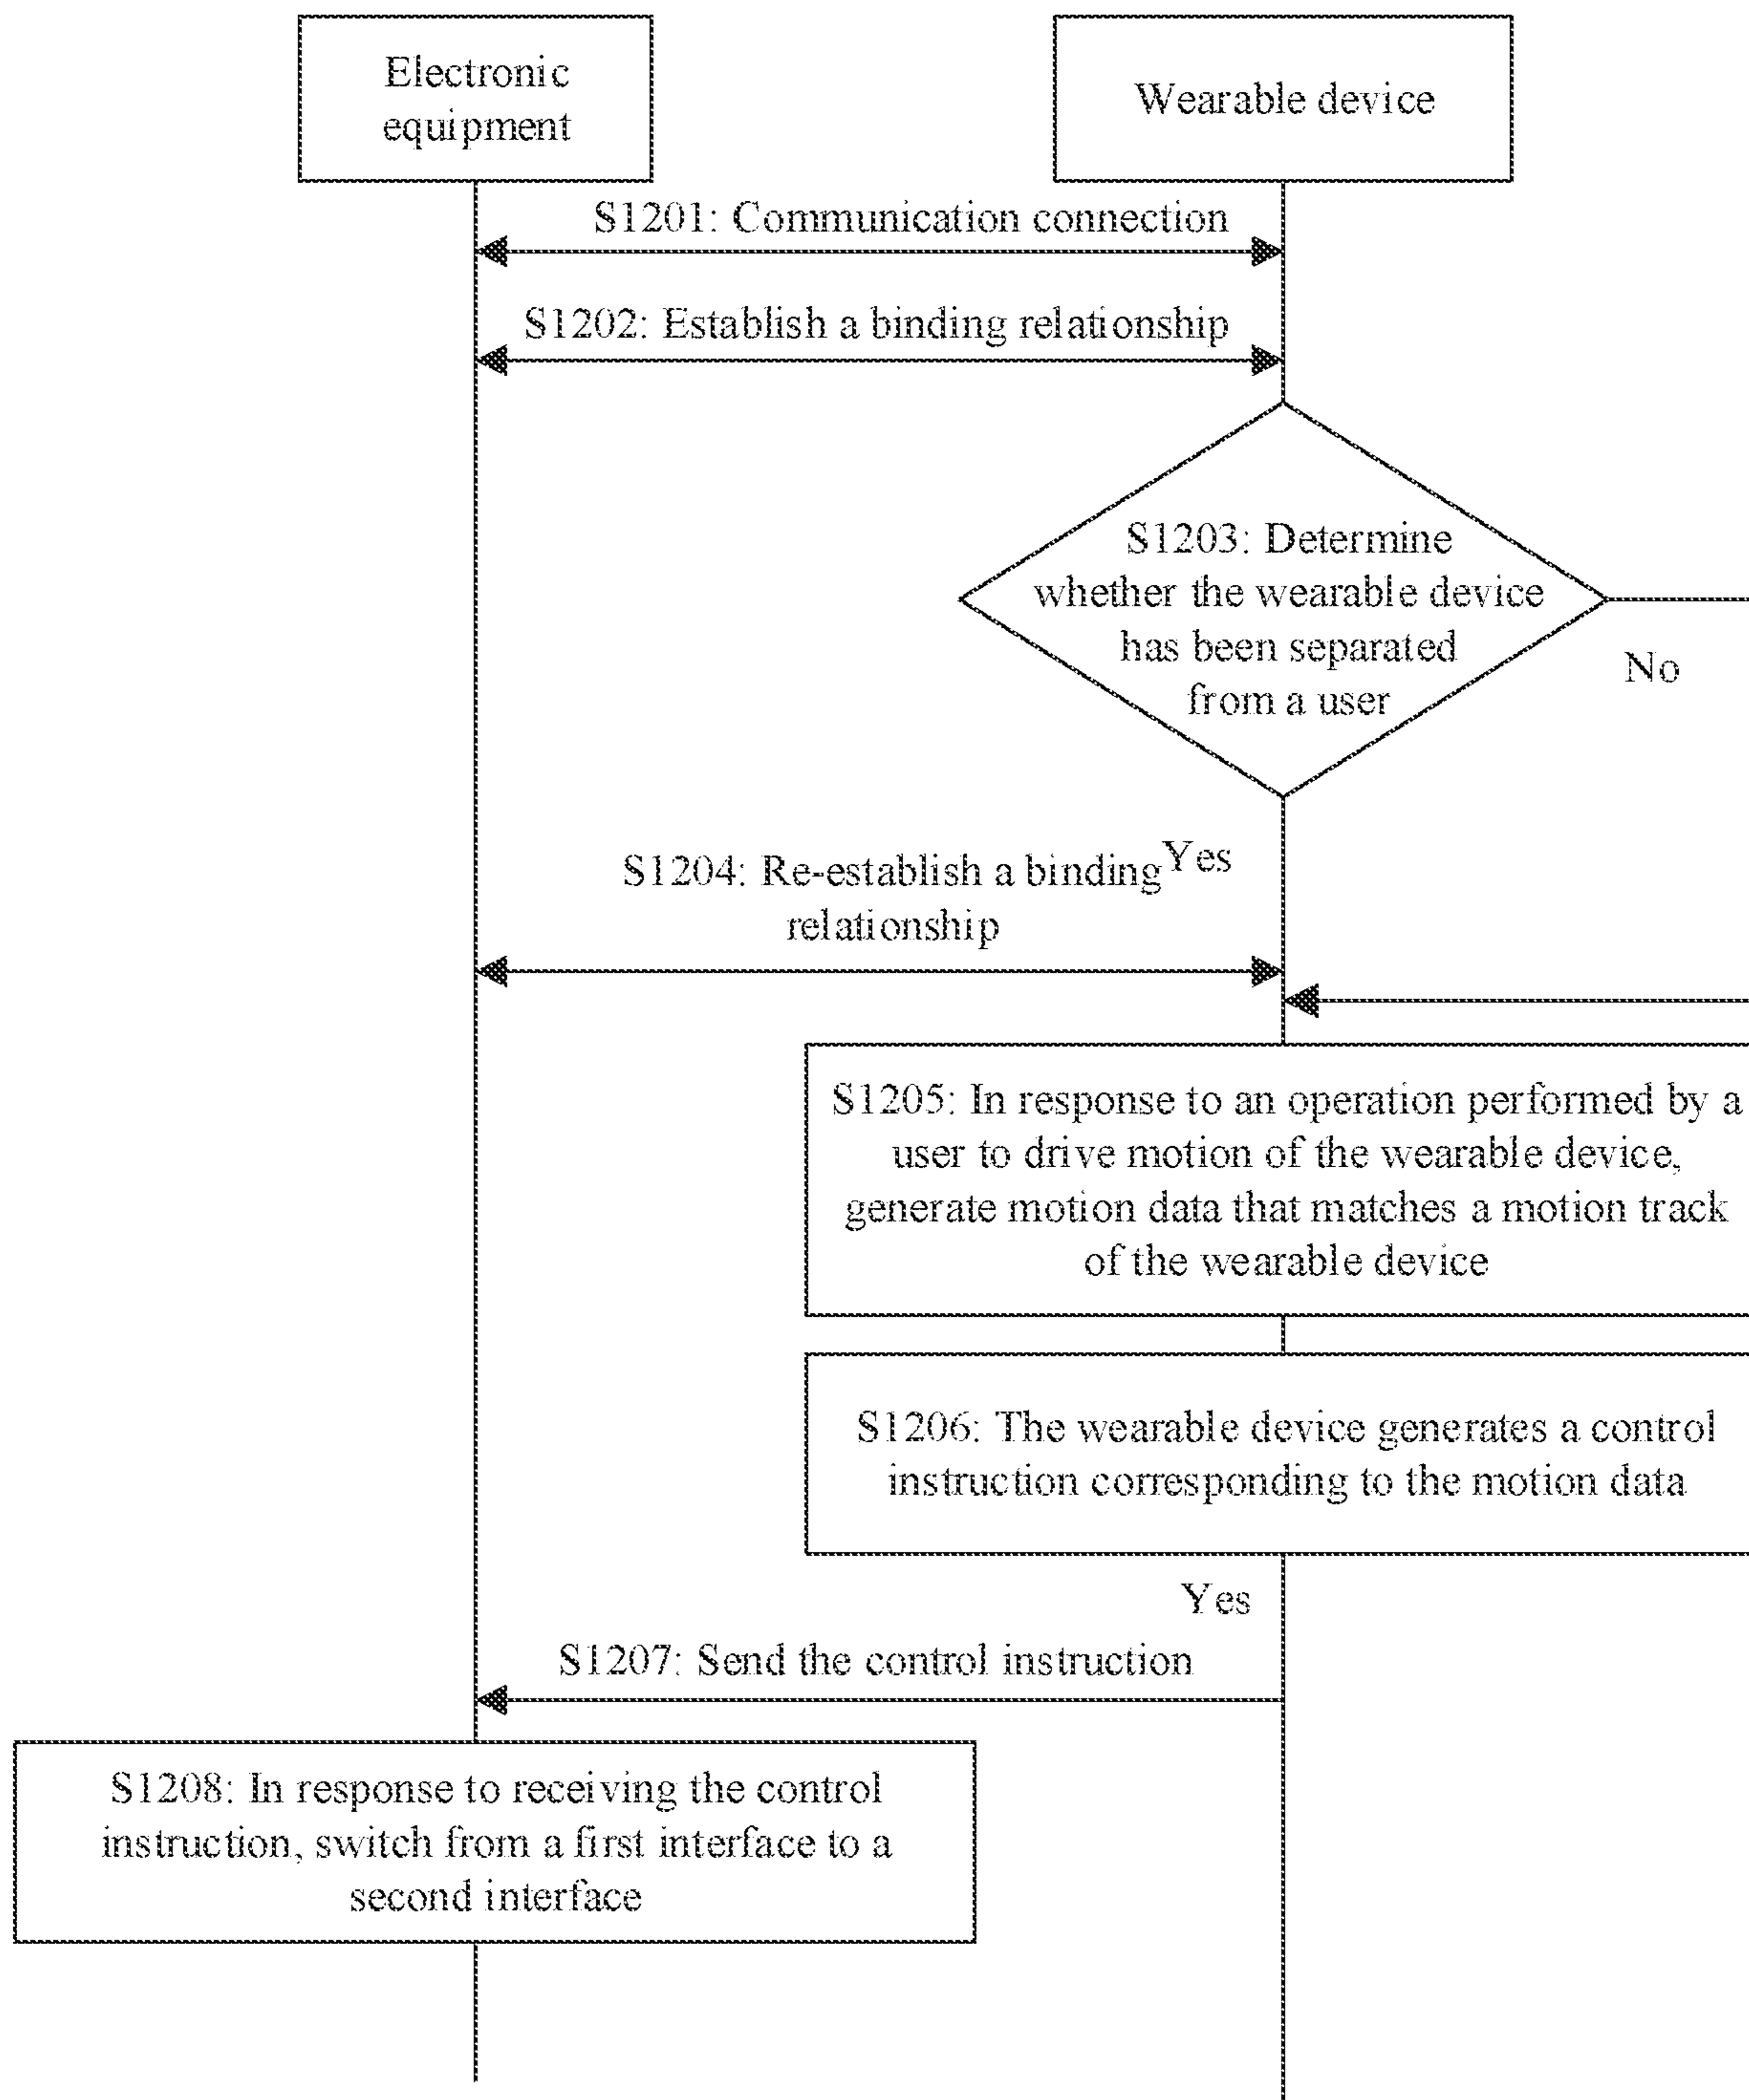 Electronic
equipment
Wearable device
S1201: Communication connection
S1202: Establish a binding relationship
S1203: Determine
whether the wearable device
has been separated
from a user
No
Yes
S1204: Re-establish a binding
relationship
S1205: In response to an operation performed by a
user to drive motion of the wearable device,
generate motion data that matches a motion track
of the wearable device
S1206: The wearable device generates a control
instruction corresponding to the motion data
Yes
S1207: Send the control instruction
S1208: In response to receiving the control
instruction, switch from a first interface to a
second interface